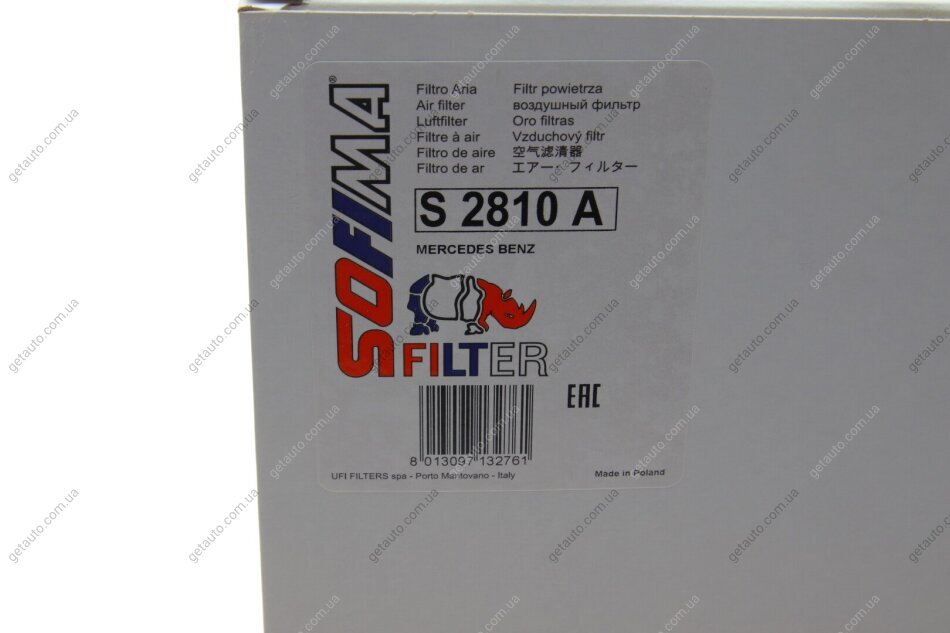 SOFIMA®
Filtro Aria
Air filter
Luftfilter
Filtre à air
Filtro de aire
Filtro de ar
Filtr powietrza
воздушный фильтр
Oro filtras
Vzduchový filtr
空气滤清器
エアー・フィルター
S 2810 A
MERCEDES BENZ
FILTER
EAC
8 013097 132761
UFI FILTERS spa - Porto Mantovano - Italy
Made in Poland
getauto.com.ua